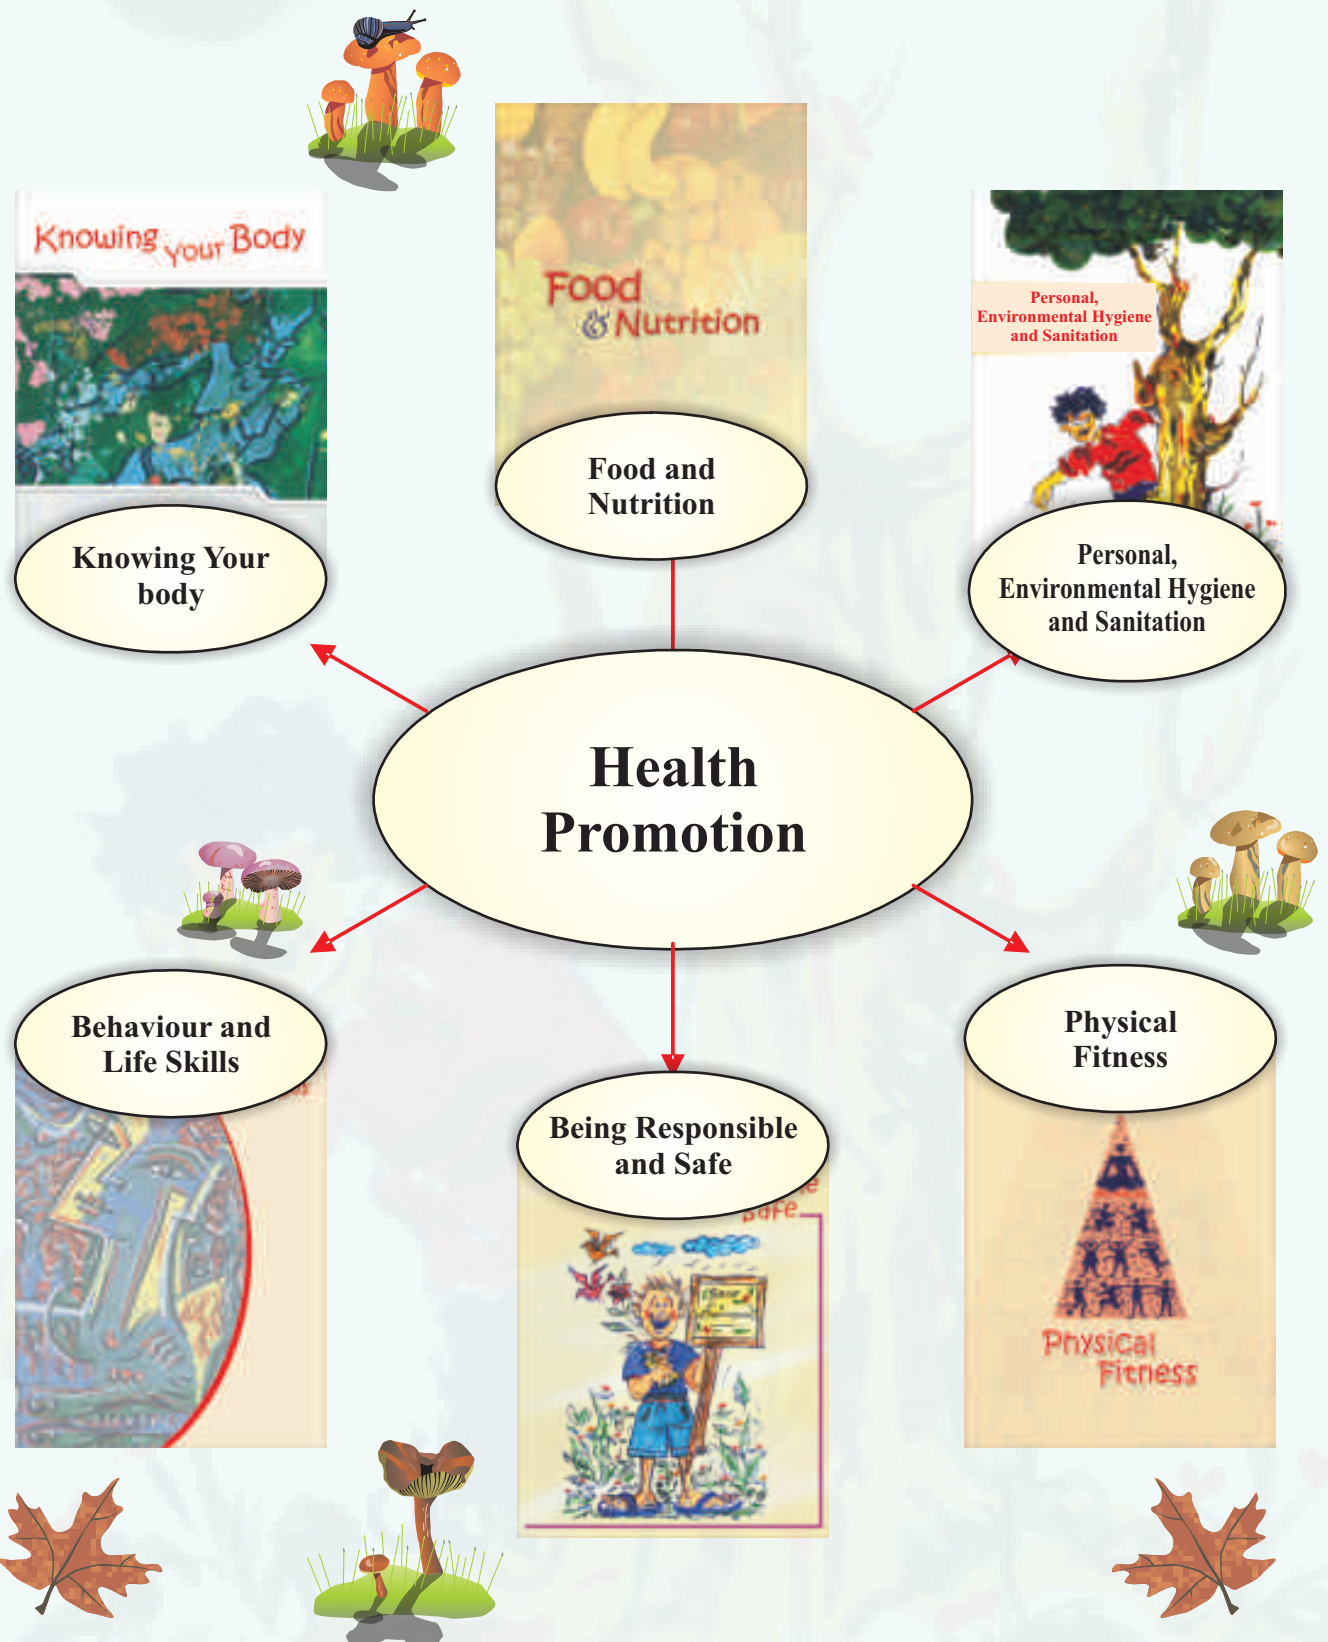 Knowing Your Body
Food
& Nutrition
Personal,
Environmental Hygiene
and Sanitation
Food and
Nutrition
Knowing Your
body
Personal,
Environmental Hygiene
and Sanitation
Health
Promotion
Behaviour and
Life Skills
Physical
Fitness
Being Responsible
and Safe
Safe
Physical
Fitness